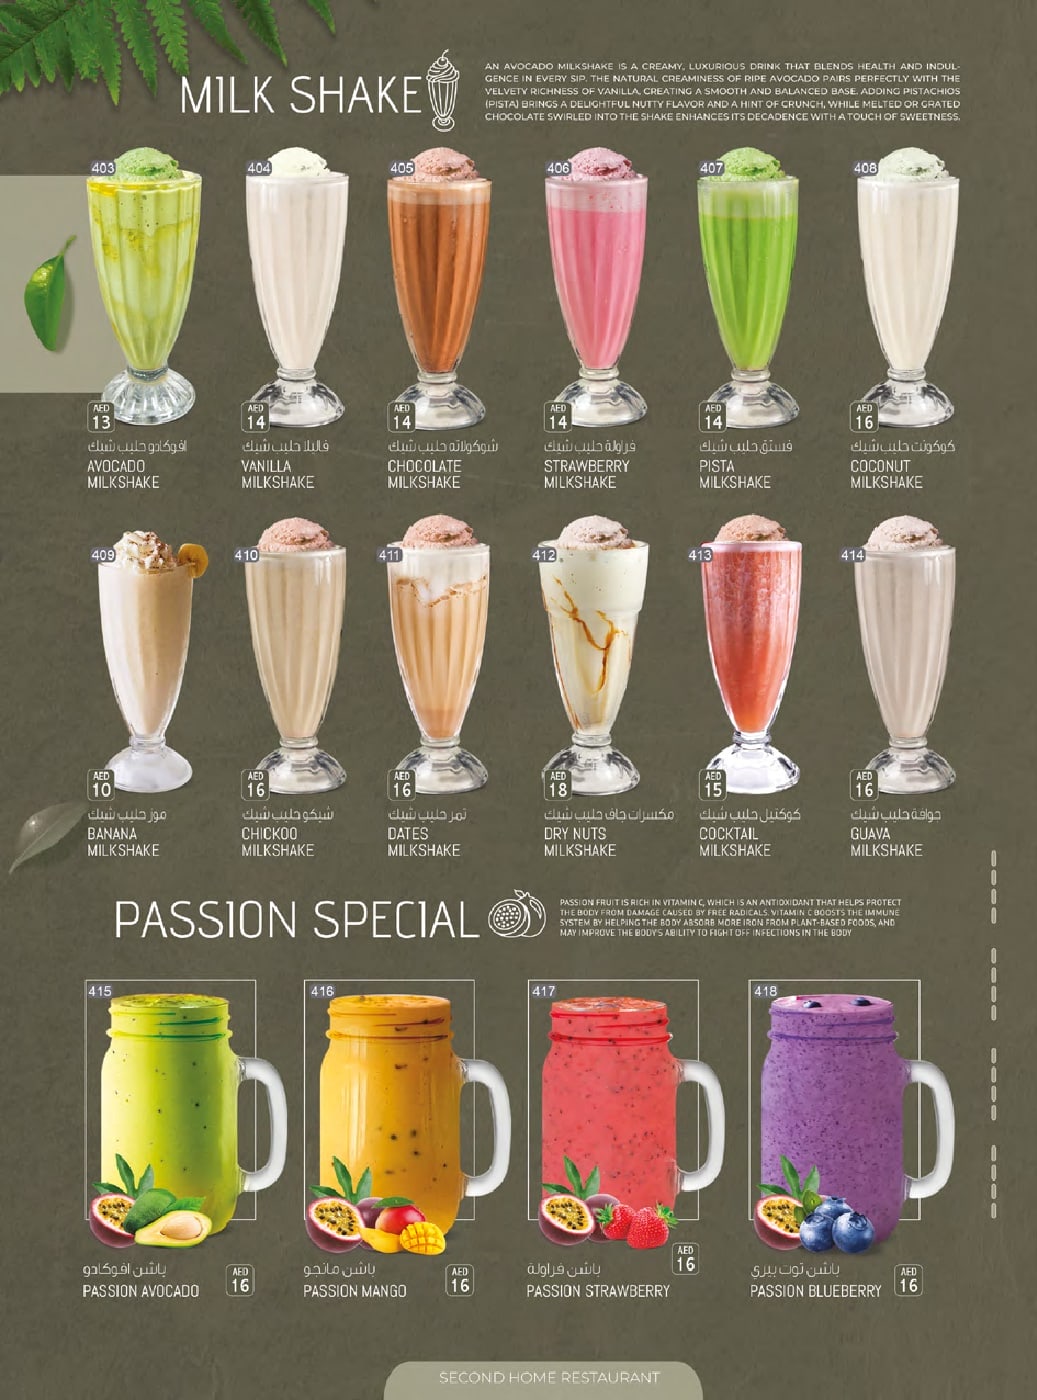 MILK SHAKE
AN AVOCADO MILKSHAKE IS A CREAMY, LUXURIOUS DRINK THAT BLENDS HEALTH AND INDUL-
GENCE IN EVERY SIP. THE NATURAL CREAMINESS OF RIPE AVOCADO PAIRS PERFECTLY WITH THE
VELVETY RICHNESS OF VANILLA, CREATING A SMOOTH AND BALANCED BASE. ADDING PISTACHIOS
(PISTA) BRINGS A DELIGHTFUL NUTTY FLAVOR AND A HINT OF CRUNCH, WHILE MELTED OR GRATED
CHOCOLATE SWIRLED INTO THE SHAKE ENHANCES ITS DECADENCE WITH A TOUCH OF SWEETNESS.
403
AED
13
افوكادو حليب شيك
AVOCADO
MILKSHAKE
404
AED
14
فانيلا حليب شيك
VANILLA
MILKSHAKE
405
AED
14
شوكولاته حليب شيك
CHOCOLATE
MILKSHAKE
406
AED
14
فراولة حليب شيك
STRAWBERRY
MILKSHAKE
407
AED
14
فستق حليب شيك
PISTA
MILKSHAKE
408
AED
16
كوكونت حليب شيك
COCONUT
MILKSHAKE
409
AED
10
موز حليب شيك
BANANA
MILKSHAKE
410
AED
16
شيكو حليب شيك
CHICKOO
MILKSHAKE
411
AED
16
تمر حليب شيك
DATES
MILKSHAKE
412
AED
18
مكسرات جاف حليب شيك
DRY NUTS
MILKSHAKE
413
AED
15
كوكتيل حليب شيك
COCKTAIL
MILKSHAKE
414
AED
16
جوافة حليب شيك
GUAVA
MILKSHAKE
PASSION SPECIAL
PASSION FRUIT IS RICH IN VITAMIN C, WHICH IS AN ANTIOXIDANT THAT HELPS PROTECT
THE BODY FROM DAMAGE CAUSED BY FREE RADICALS. VITAMIN C BOOSTS THE IMMUNE
SYSTEM BY HELPING THE BODY ABSORB MORE IRON FROM PLANT-BASED FOODS, AND
MAY IMPROVE THE BODY'S ABILITY TO FIGHT OFF INFECTIONS IN THE BODY
415
باشن افوكادو
PASSION AVOCADO
AED
16
416
باشن مانجو
PASSION MANGO
AED
16
417
باشن فراولة
PASSION STRAWBERRY
AED
16
418
باشن توت بيري
PASSION BLUEBERRY
AED
16
SECOND HOME RESTAURANT